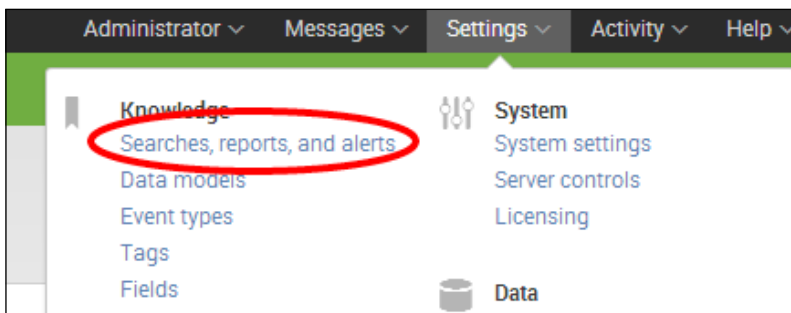 Administrator Messages Settings Activity Help
Knowledge
Searches, reports, and alerts
Data models
Event types
Tags
Fields
System
System settings
Server controls
Licensing
Data